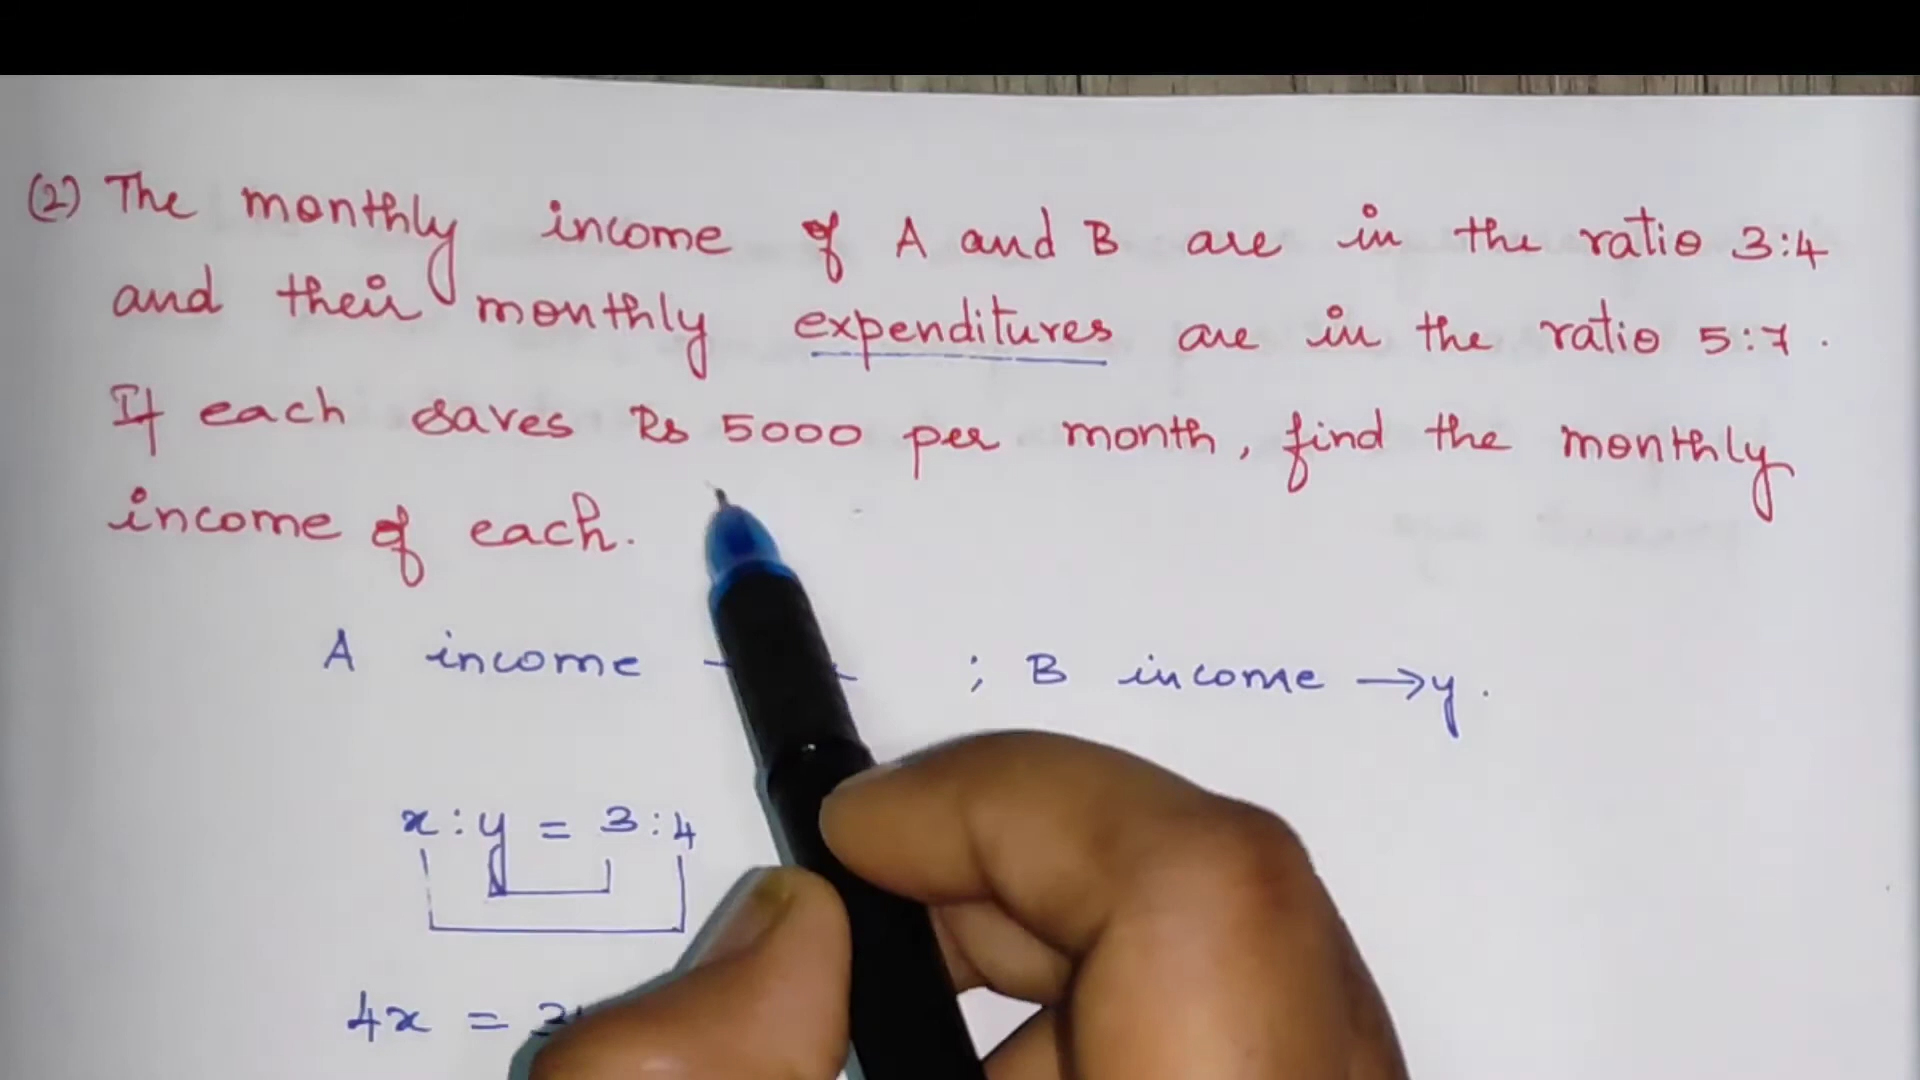 (2) The monthly income of A and B are in the ratio 3:4
and their monthly expenditures are in the ratio 5:7.
If each saves Rs 5000 per month, find the monthly
income of each.
A income ; B income → y.
x : y = 3 : 4
4x =